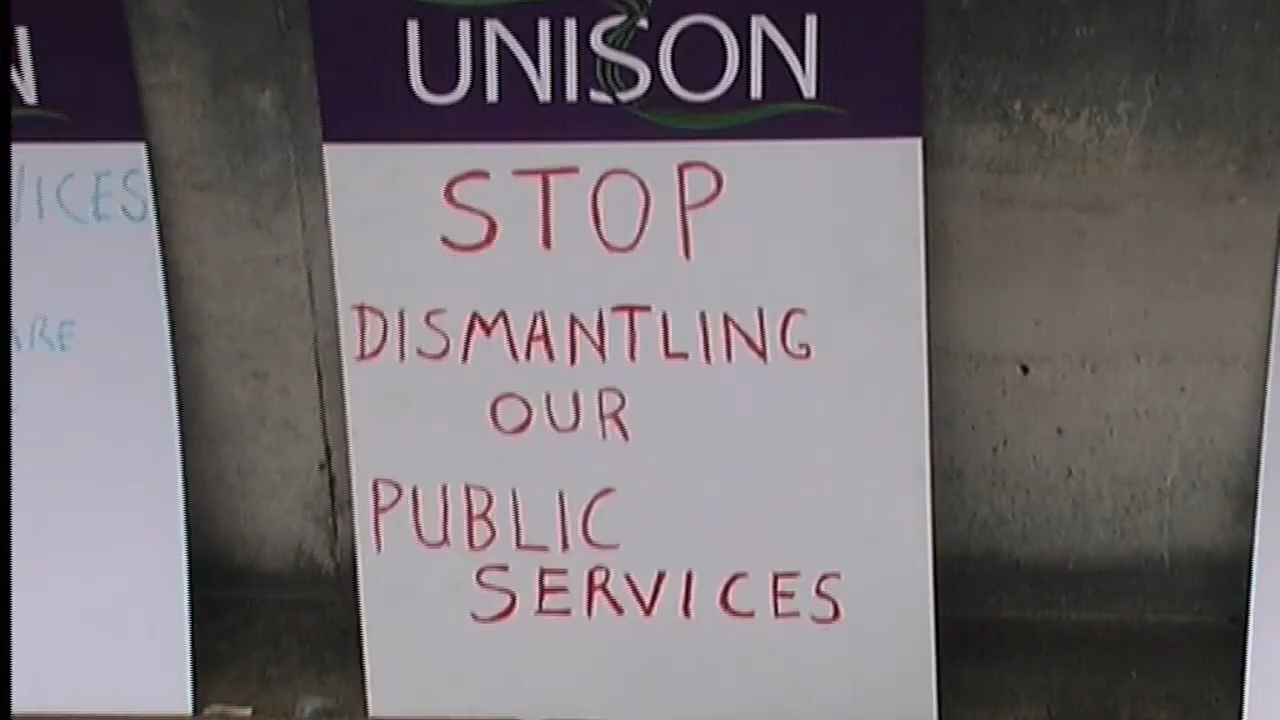 UNISON
STOP
DISMANTLING
OUR
PUBLIC
SERVICES